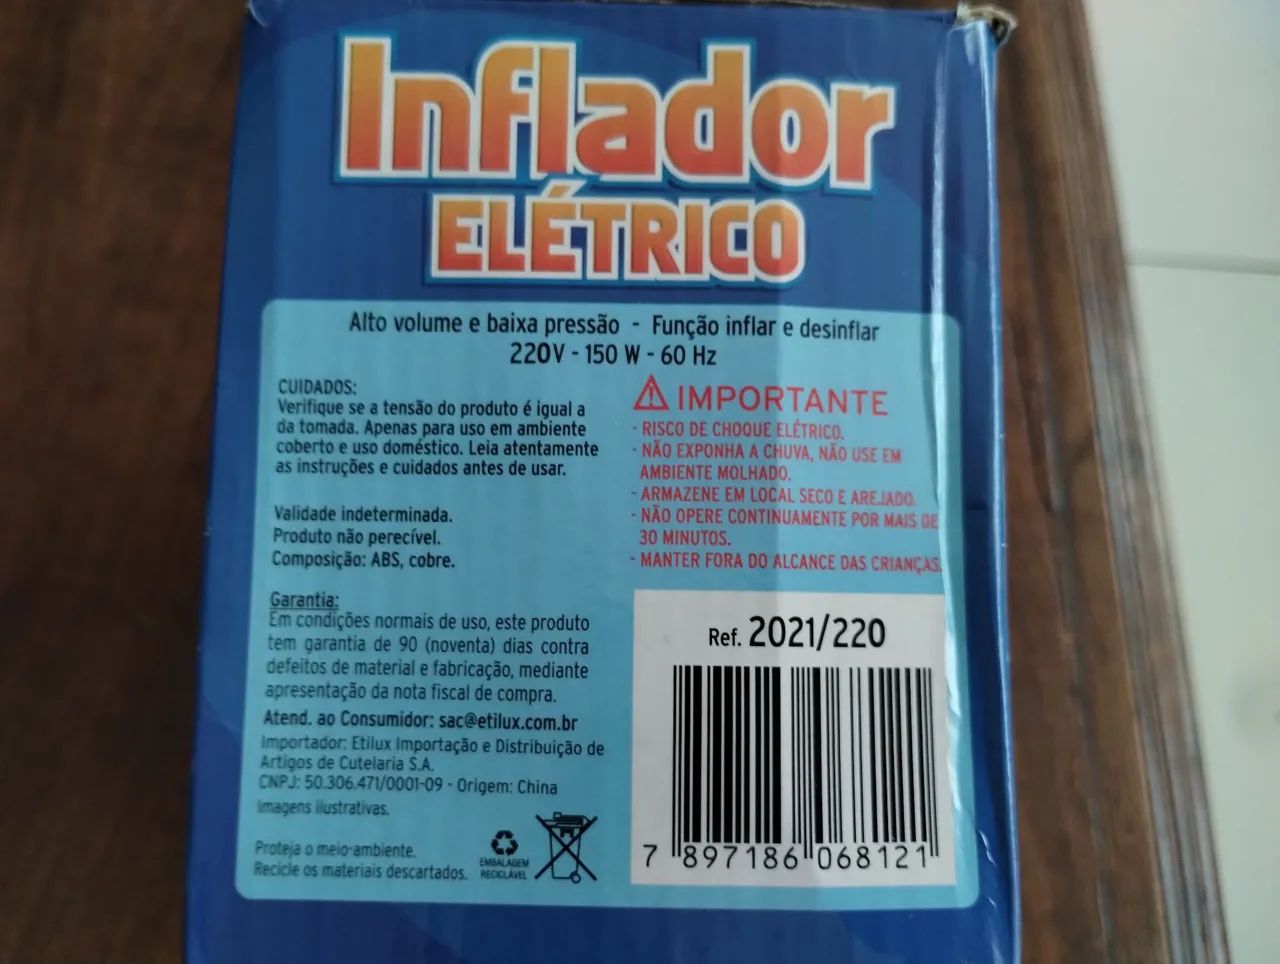 Inflador
ELÉTRICO
Alto volume e baixa pressão - Função inflar e desinflar
220V - 150 W - 60 Hz
CUIDADOS:
Verifique se a tensão do produto é igual a
da tomada. Apenas para uso em ambiente
coberto e uso doméstico. Leia atentamente
as instruções e cuidados antes de usar.
Validade indeterminada.
Produto não perecível.
Composição: ABS, cobre.
Garantia:
Em condições normais de uso, este produto
tem garantia de 90 (noventa) dias contra
defeitos de material e fabricação, mediante
apresentação da nota fiscal de compra.
Atend. ao Consumidor: sac@etilux.com.br
Importador: Etilux Importação e Distribuição de
Artigos de Cutelaria S.A.
CNPJ: 50.306.471/0001-09 - Origem: China
Imagens ilustrativas.
Proteja o meio-ambiente.
Recicle os materiais descartados.
EMBALAGEM
RECICLÁVEL
IMPORTANTE
- RISCO DE CHOQUE ELÉTRICO.
- NÃO EXPONHA A CHUVA, NÃO USE EM
AMBIENTE MOLHADO.
- ARMAZENE EM LOCAL SECO E AREJADO.
- NÃO OPERE CONTINUAMENTE POR MAIS DE
30 MINUTOS.
- MANTER FORA DO ALCANCE DAS CRIANÇAS.
Ref. 2021/220
7 897186 068121